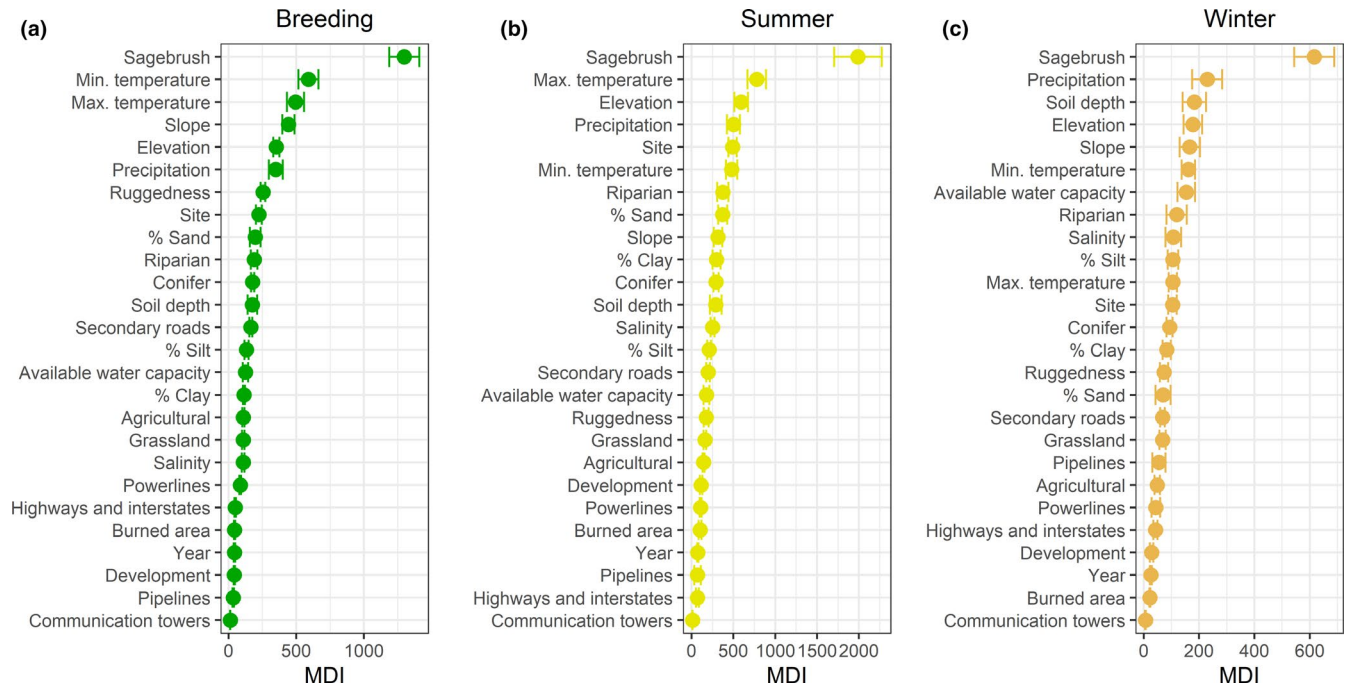 (a)
Breeding
Sagebrush
Min. temperature
Max. temperature
Slope
Elevation
Precipitation
Ruggedness
Site
% Sand
Riparian
Conifer
Soil depth
Secondary roads
% Silt
Available water capacity
% Clay
Agricultural
Grassland
Salinity
Powerlines
Highways and interstates
Burned area
Year
Development
Pipelines
Communication towers
0 500 1000
MDI
(b)
Summer
Sagebrush
Max. temperature
Elevation
Precipitation
Site
Min. temperature
Riparian
% Sand
Slope
% Clay
Conifer
Soil depth
Salinity
% Silt
Secondary roads
Available water capacity
Ruggedness
Grassland
Agricultural
Development
Powerlines
Burned area
Year
Pipelines
Highways and interstates
Communication towers
0 500 1000 1500 2000
MDI
(c)
Winter
Sagebrush
Precipitation
Soil depth
Elevation
Slope
Min. temperature
Available water capacity
Riparian
Salinity
% Silt
Max. temperature
Site
Conifer
% Clay
Ruggedness
% Sand
Secondary roads
Grassland
Pipelines
Agricultural
Powerlines
Highways and interstates
Development
Year
Burned area
Communication towers
0 200 400 600
MDI